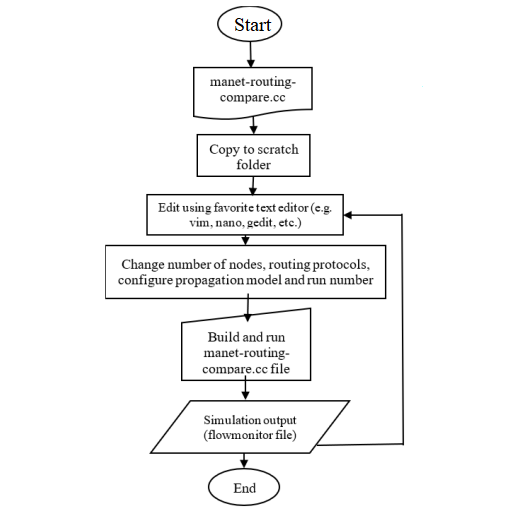 Start
manet-routing-
compare.cc
Copy to scratch
folder
Edit using favorite text editor (e.g.
vim, nano, gedit, etc.)
Change number of nodes, routing protocols,
configure propagation model and run number
Build and run
manet-routing-
compare.cc file
Simulation output
(flowmonitor file)
End